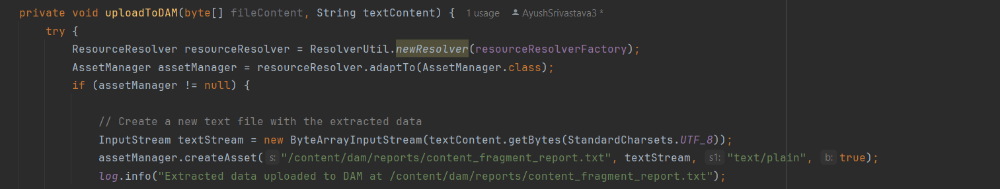 private void uploadToDAM(byte[] fileContent, String textContent) { 1 usage AyushSrivastava3 *
try {
ResourceResolver resourceResolver = ResolverUtil.newResolver(resourceResolverFactory);
AssetManager assetManager = resourceResolver.adaptTo(AssetManager.class);
if (assetManager != null) {
// Create a new text file with the extracted data
InputStream textStream = new ByteArrayInputStream(textContent.getBytes(StandardCharsets.UTF_8));
assetManager.createAsset( s: "/content/dam/reports/content_fragment_report.txt", textStream, s1: "text/plain", b: true);
log.info("Extracted data uploaded to DAM at /content/dam/reports/content_fragment_report.txt");